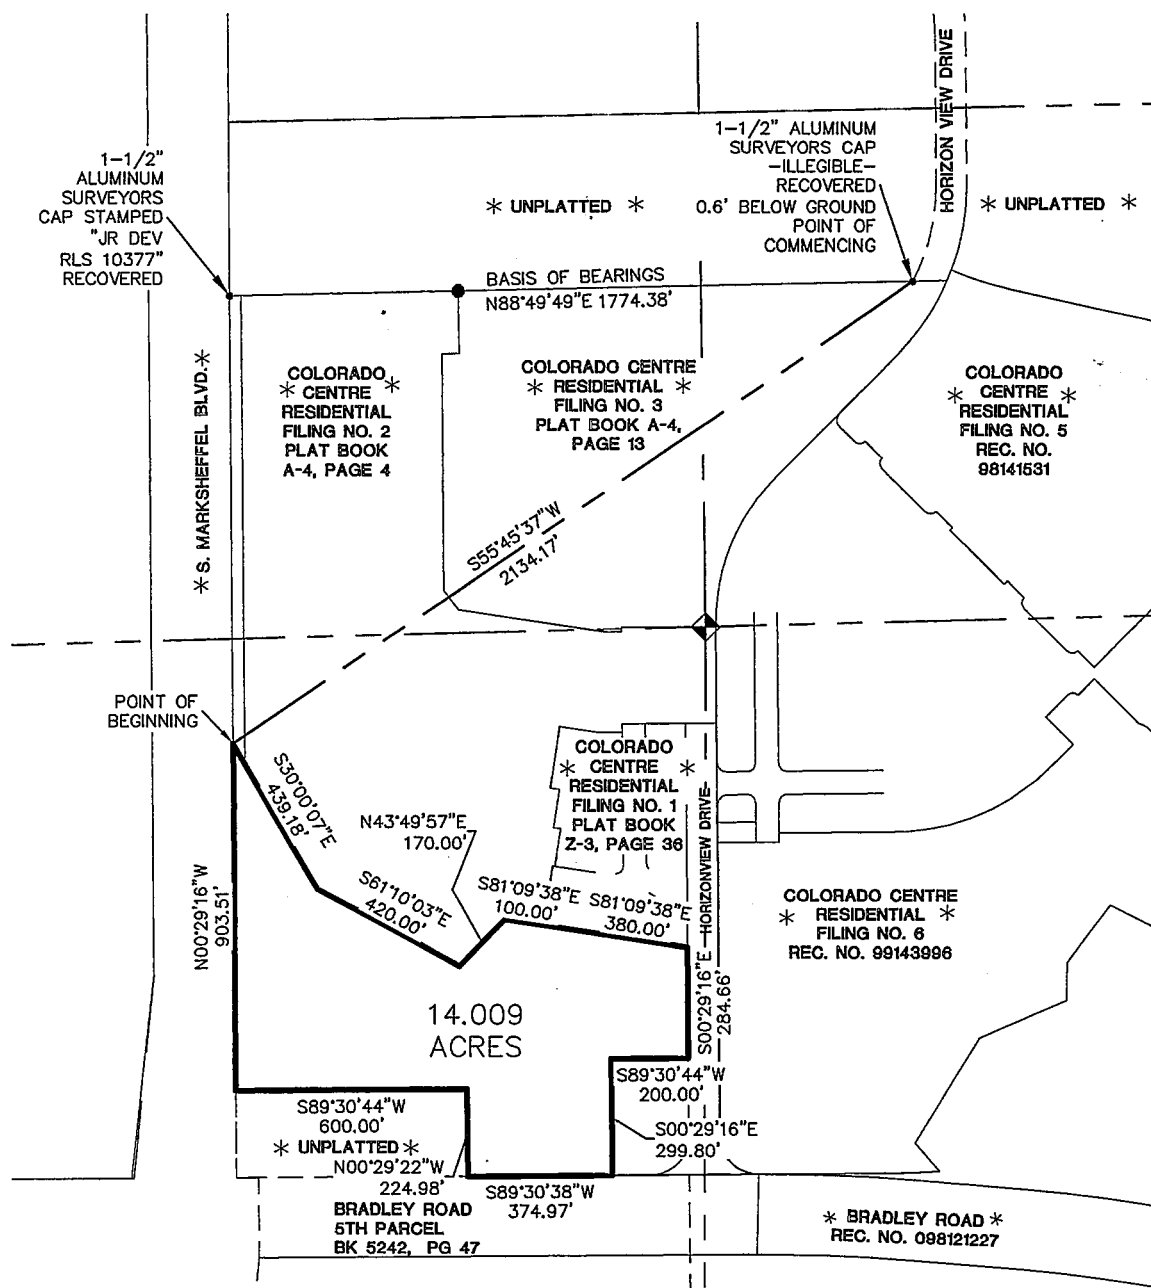 HORIZON VIEW DRIVE
1-1/2" ALUMINUM
SURVEYORS CAP
-ILLEGIBLE-
RECOVERED
0.6' BELOW GROUND
POINT OF
COMMENCING
1-1/2"
ALUMINUM
SURVEYORS
CAP STAMPED
"JR DEV
RLS 10377"
RECOVERED
* UNPLATTED *
* UNPLATTED *
BASIS OF BEARINGS
N88°49'49"E 1774.38'
*S. MARKSHEFFEL BLVD.*
COLORADO
* CENTRE *
RESIDENTIAL
FILING NO. 2
PLAT BOOK
A-4, PAGE 4
COLORADO CENTRE
* RESIDENTIAL *
FILING NO. 3
PLAT BOOK A-4,
PAGE 13
COLORADO
* CENTRE *
RESIDENTIAL
FILING NO. 5
REC. NO.
98141531
S55°45'37"W
2134.17'
POINT OF
BEGINNING
S30°00'07"E
439.18'
N43°49'57"E
170.00'
COLORADO
* CENTRE *
RESIDENTIAL
FILING NO. 1
PLAT BOOK
Z-3, PAGE 36
HORIZONVIEW DRIVE
S61°10'03"E
420.00'
S81°09'38"E
100.00'
S81°09'38"E
380.00'
N00°29'16"W
903.51'
COLORADO CENTRE
* RESIDENTIAL *
FILING NO. 6
REC. NO. 99143996
S00°29'16"E
284.66'
14.009
ACRES
S89°30'44"W
200.00'
S89°30'44"W
600.00'
S00°29'16"E
299.80'
* UNPLATTED *
N00°29'22"W
224.98'
S89°30'38"W
374.97'
BRADLEY ROAD
5TH PARCEL
BK 5242, PG 47
* BRADLEY ROAD *
REC. NO. 098121227